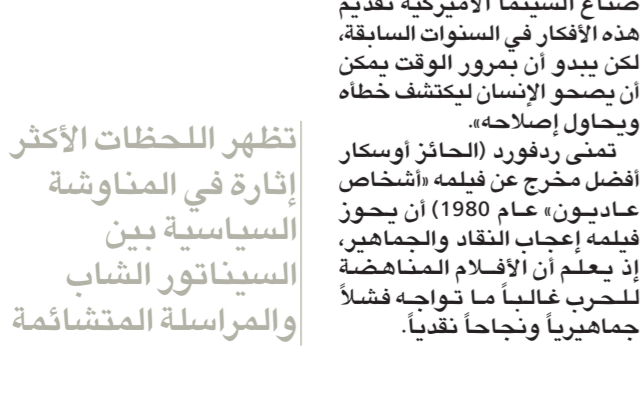 صناع السينما الأميركية تقديم
هذه الأفكار في السنوات السابقة،
لكن يبدو أن بمرور الوقت يمكن
أن يصحو الإنسان ليكتشف خطأه
ويحاول إصلاحه».
تمنى ردفورد (الحائز أوسكار
أفضل مخرج عن فيلمه «أشخاص
عاديون» عام 1980) أن يحوز
فيلمه إعجاب النقاد والجماهير،
إذ يعلم أن الأفلام المناهضة
للحرب غالباً ما تواجه فشلاً
جماهيرياً ونجاحاً نقدياً.
تظهر اللحظات الأكثر
إثارة في المناوشة
السياسية بين
السيناتور الشاب
والمراسلة المتشائمة